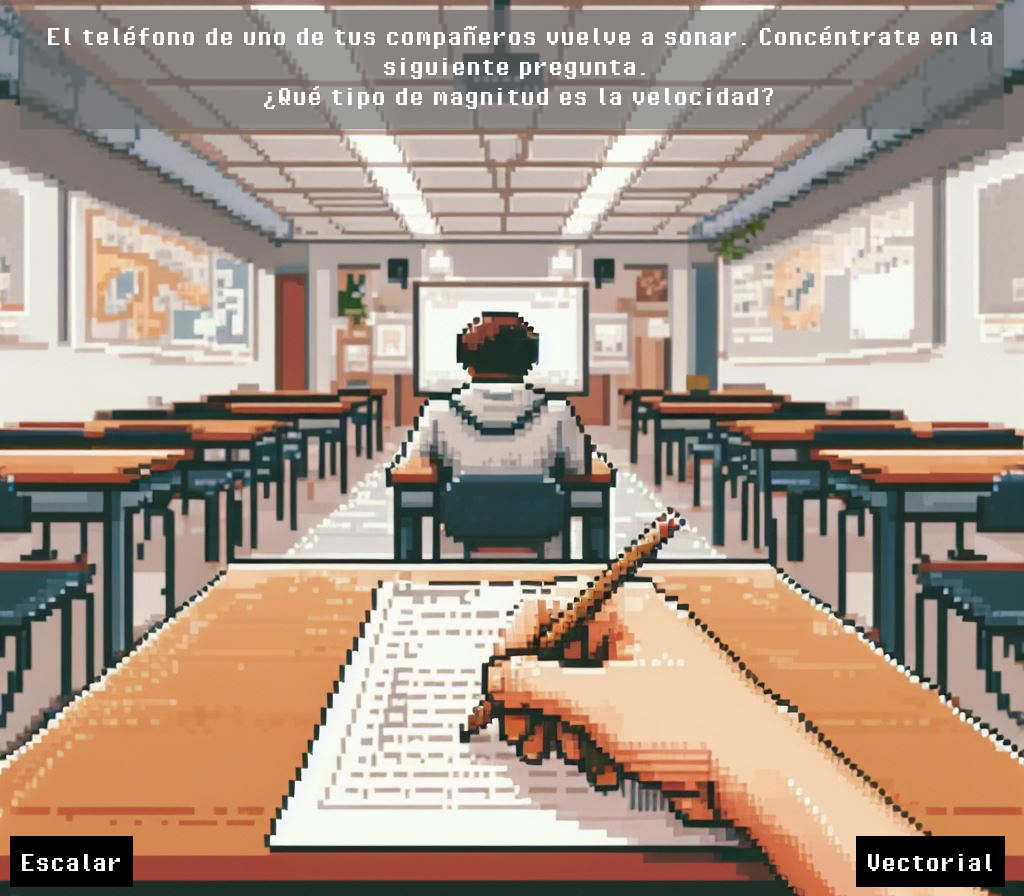 El teléfono de uno de tus compañeros vuelve a sonar. Concéntrate en la
siguiente pregunta.
¿Qué tipo de magnitud es la velocidad?
Escalar
Vectorial